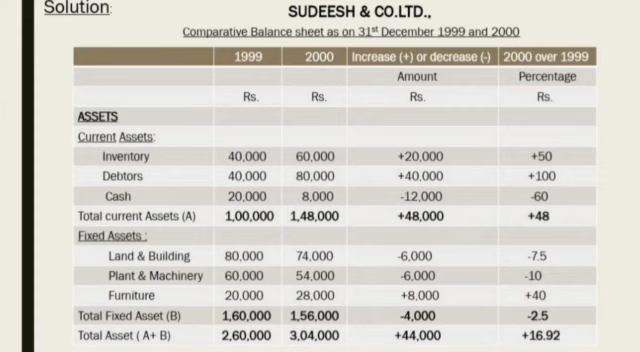 Solution:
SUDEESH & CO.LTD.,
Comparative Balance sheet as on 31st December 1999 and 2000
1999 2000 Increase (+) or decrease (-) 2000 over 1999
Amount Percentage
Rs. Rs. Rs. Rs.
ASSETS
Current Assets:
Inventory 40,000 60,000 +20,000 +50
Debtors 40,000 80,000 +40,000 +100
Cash 20,000 8,000 -12,000 -60
Total current Assets (A) 1,00,000 1,48,000 +48,000 +48
Fixed Assets :
Land & Building 80,000 74,000 -6,000 -7.5
Plant & Machinery 60,000 54,000 -6,000 -10
Furniture 20,000 28,000 +8,000 +40
Total Fixed Asset (B) 1,60,000 1,56,000 -4,000 -2.5
Total Asset ( A+ B) 2,60,000 3,04,000 +44,000 +16.92